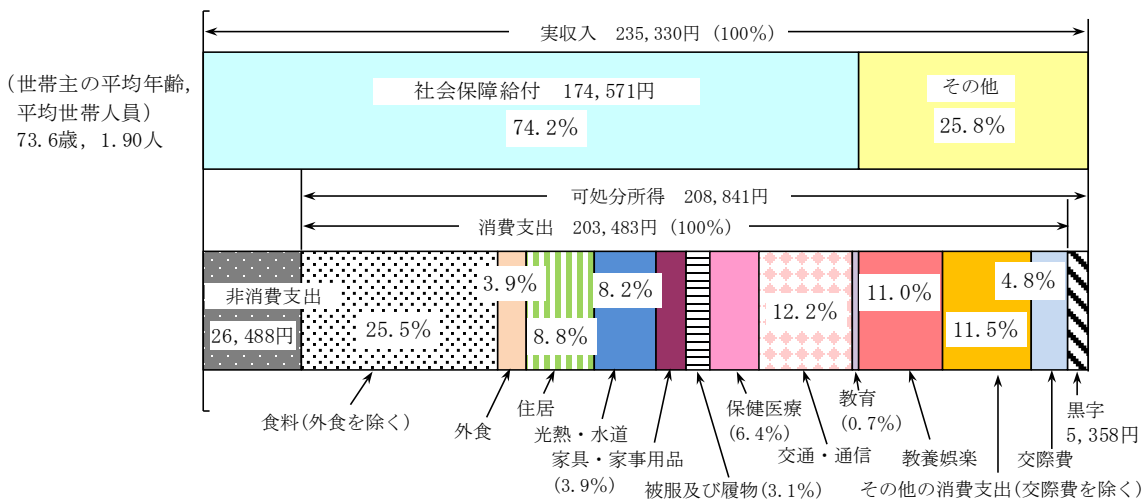 実収入 235,330円 (100%)
(世帯主の平均年齢,
平均世帯人員)
73.6歳, 1.90人
社会保障給付 174,571円
74.2%
その他
25.8%
可処分所得 208,841円
消費支出 203,483円 (100%)
非消費支出
26,488円
25.5%
3.9%
8.8%
8.2%
12.2%
11.0%
11.5%
4.8%
食料(外食を除く)
外食
住居
光熱・水道
家具・家事用品
(3.9%)
被服及び履物(3.1%)
保健医療
(6.4%)
交通・通信
教育
(0.7%)
教養娯楽
その他の消費支出(交際費を除く)
交際費
黒字
5,358円